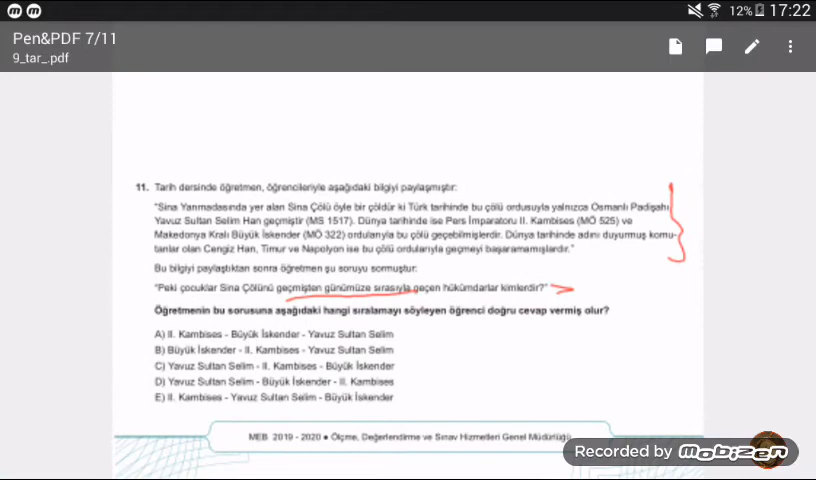 12% 17:22
Pen&PDF 7/11
9_tar_.pdf
11. Tarih dersinde öğretmen, öğrencileriyle aşağıdaki bilgiyi paylaşmıştır:
"Sina Yarımadasında yer alan Sina Çölü öyle bir çöldür ki Türk tarihinde bu çölü ordusuyla yalnızca Osmanlı Padişahı
Yavuz Sultan Selim Han geçmiştir (MS 1517). Dünya tarihinde ise Pers İmparatoru II. Kambises (MÖ 525) ve
Makedonya Kralı Büyük İskender (MÖ 322) ordularıyla bu çölü geçebilmişlerdir. Dünya tarihinde adını duyurmuş komu-
tanlar olan Cengiz Han, Timur ve Napolyon ise bu çölü ordularıyla geçmeyi başaramamışlardır."
Bu bilgiyi paylaştıktan sonra öğretmen şu soruyu sormuştur:
"Peki çocuklar Sina Çölünü geçmişten günümüze sırasıyla geçen hükümdarlar kimlerdir?"
Öğretmenin bu sorusuna aşağıdaki hangi sıralamayı söyleyen öğrenci doğru cevap vermiş olur?
A) II. Kambises - Büyük İskender - Yavuz Sultan Selim
B) Büyük İskender - II. Kambises - Yavuz Sultan Selim
C) Yavuz Sultan Selim - II. Kambises - Büyük İskender
D) Yavuz Sultan Selim - Büyük İskender - II. Kambises
E) II. Kambises - Yavuz Sultan Selim - Büyük İskender
MEB 2019 - 2020 ● Ölçme, Değerlendirme ve Sınav Hizmetleri Genel Müdürlüğü
Recorded by mobizen